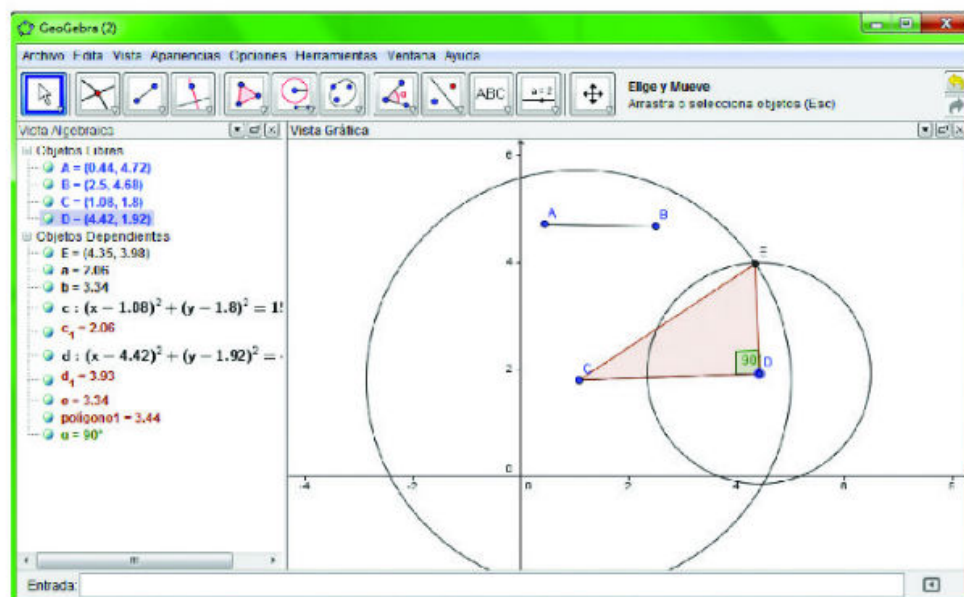 GeoGebra (2)
Archivo Edita Vista Apariencias Opciones Herramientas Ventana Ayuda
ABC
a = 2
Elige y Mueve
Arrastra o selecciona objetos (Esc)
Vista Algebraica
Vista Gráfica
Objetos Libres
A = (0.44, 4.72)
B = (2.5, 4.68)
C = (1.08, 1.8)
D = (4.42, 1.92)
Objetos Dependientes
E = (4.35, 3.98)
a = 2.06
b = 3.34
c : (x − 1.08)² + (y − 1.8)² = 1
c₁ = 2.06
d : (x − 4.42)² + (y − 1.92)² =
d₁ = 3.93
e = 3.34
polígono1 = 3.44
α = 90°
6
A
B
E
4
C
90
D
2
0
-4
-2
0
2
4
6
8
Entrada: